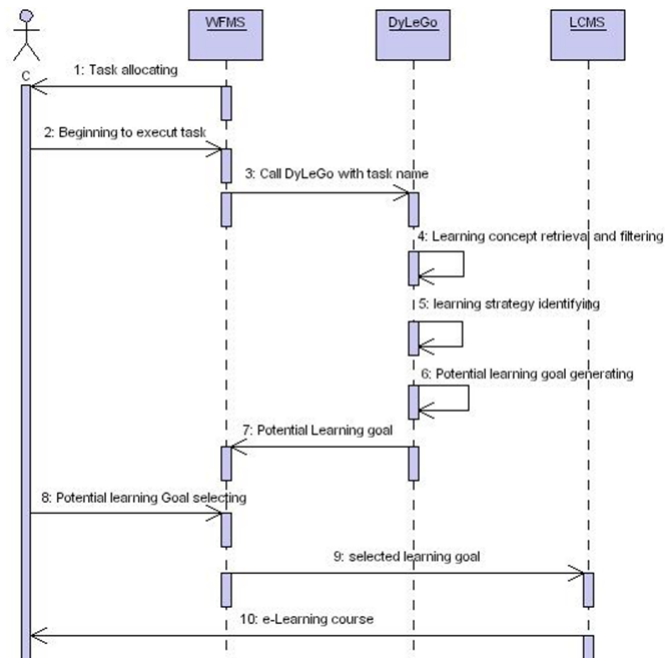 WFMS
DyLeGo
LCMS
C
1: Task allocating
2: Beginning to execut task
3: Call DyLeGo with task name
4: Learning concept retrieval and filtering
5: learning strategy identifying
6: Potential learning goal generating
7: Potential Learning goal
8: Potential learning Goal selecting
9: selected learning goal
10: e-Learning course